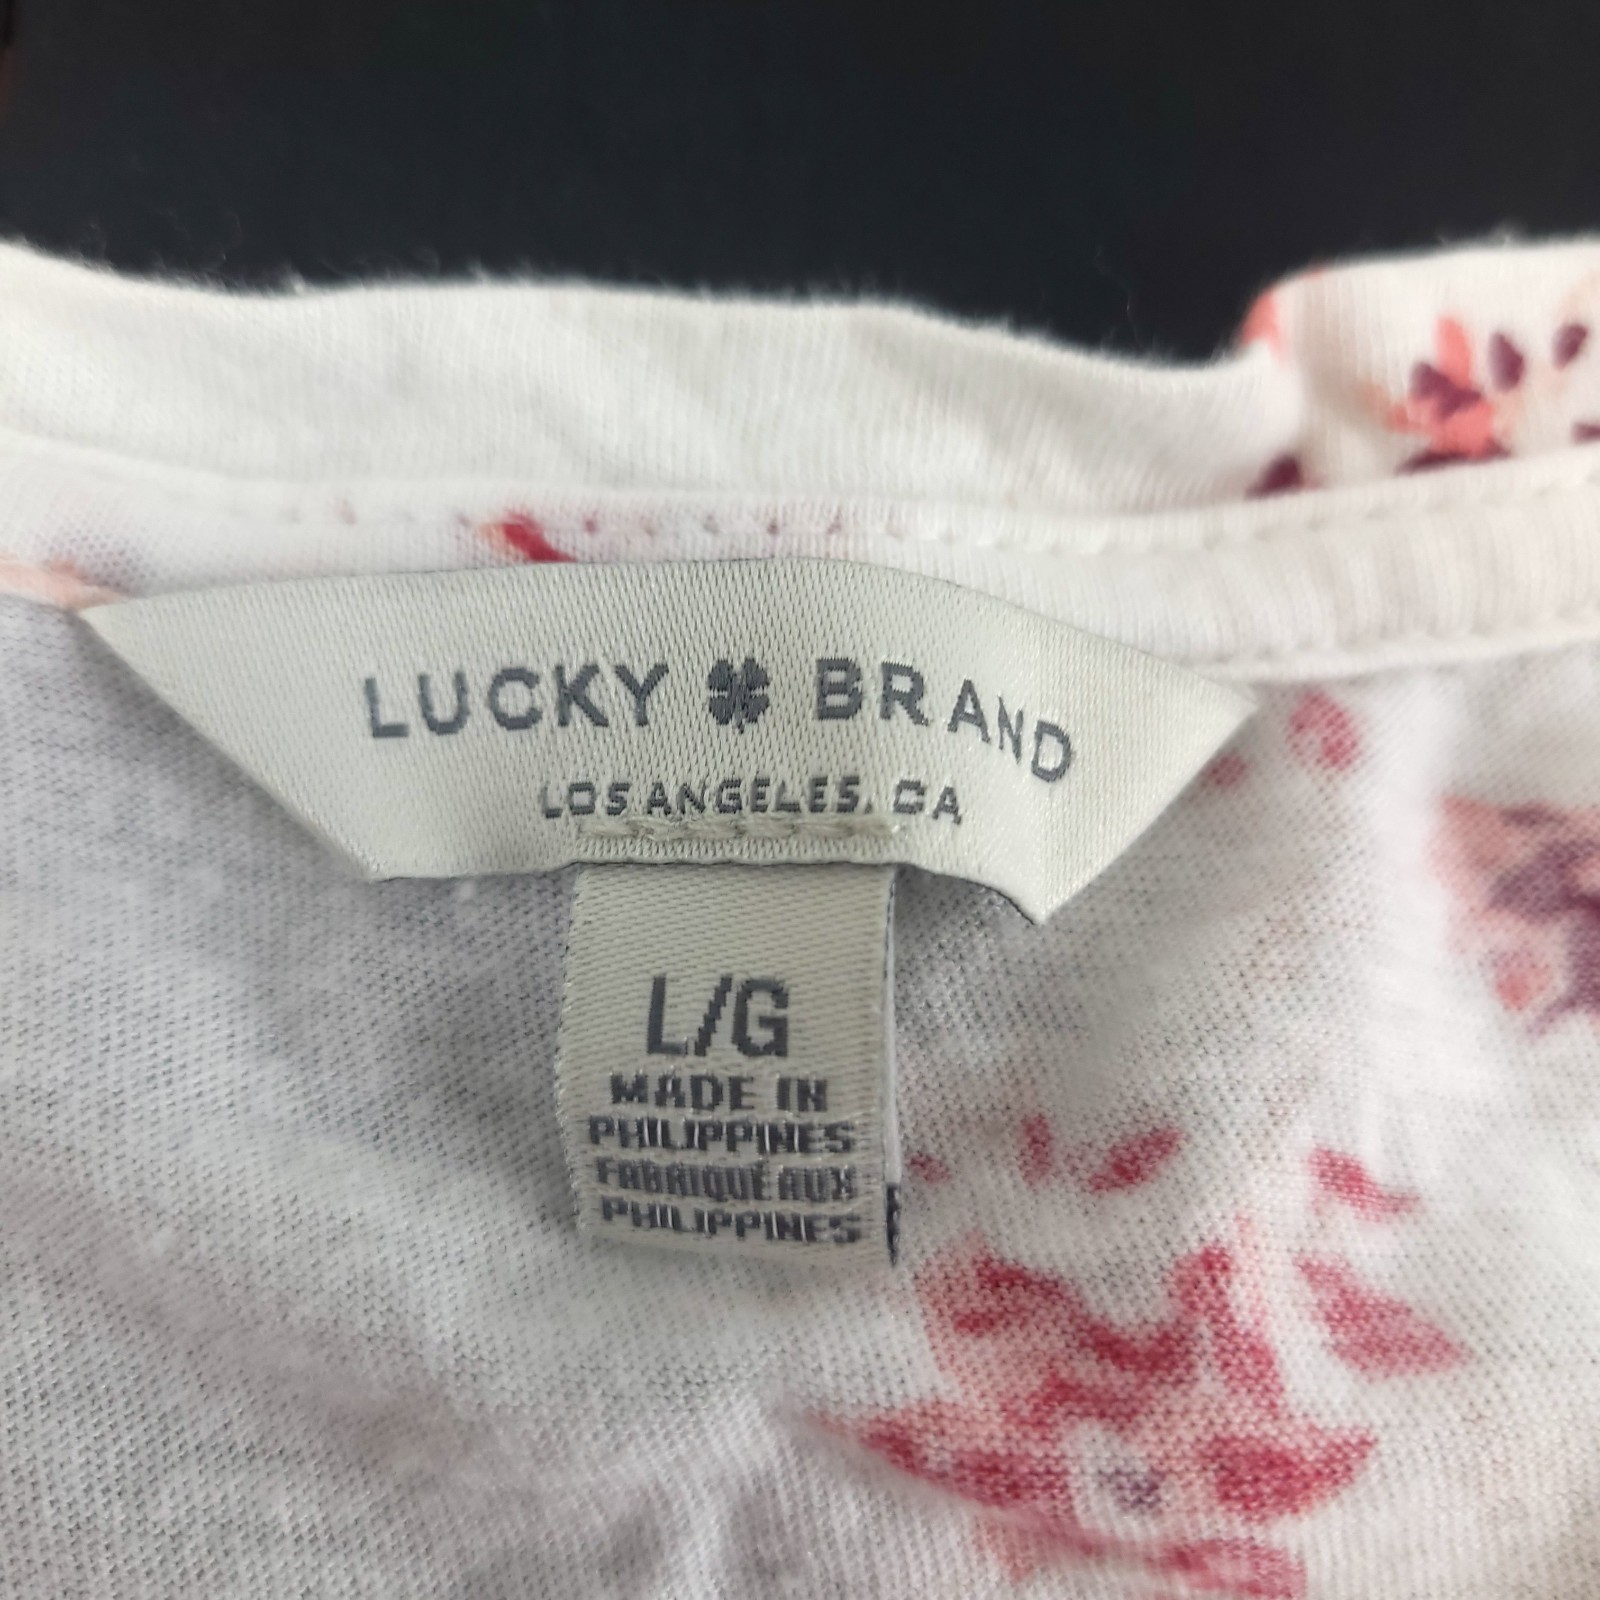 LUCKY BRAND
LOS ANGELES, CA
L/G
MADE IN
PHILIPPINES
FABRIQUÉ AUX
PHILIPPINES